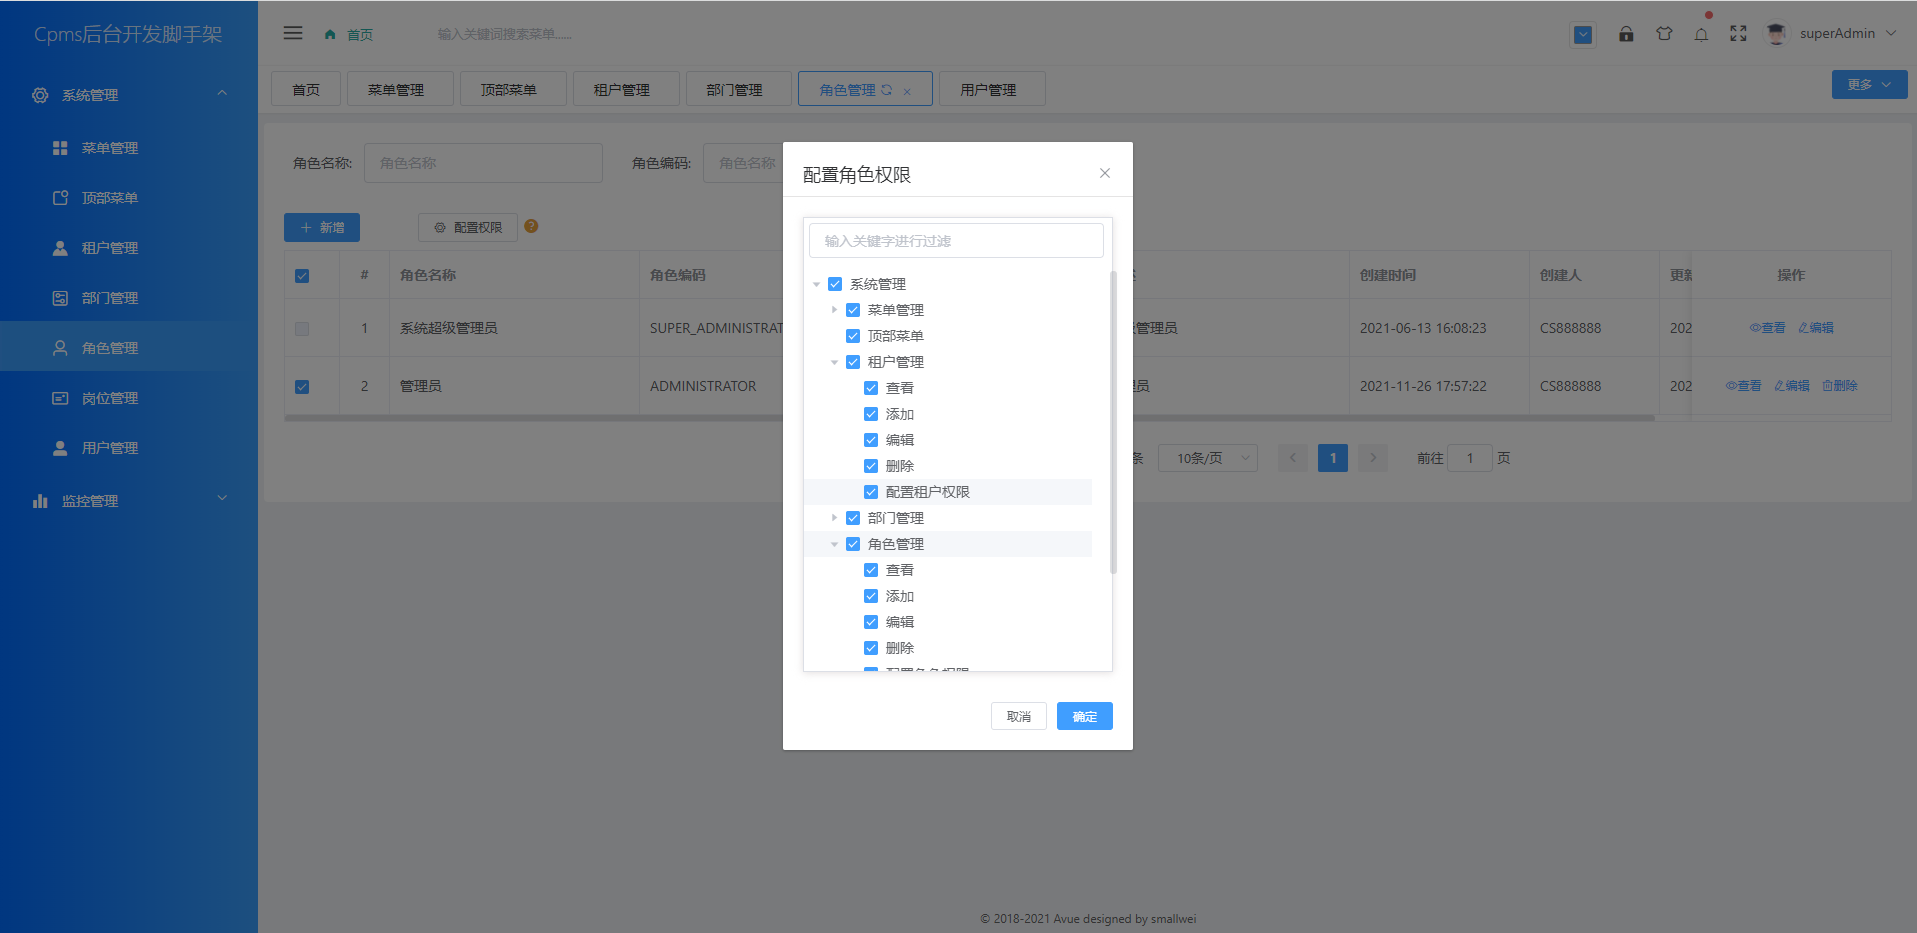 Cpms后台开发脚手架
首页
输入关键词搜索菜单......
superAdmin
系统管理
菜单管理
顶部菜单
租户管理
部门管理
角色管理
岗位管理
用户管理
监控管理
首页 菜单管理 顶部菜单 租户管理 部门管理 角色管理 用户管理 更多
角色名称: 角色名称 角色编码: 角色名称
新增 配置权限 ?
# 角色名称 角色编码 创建时间 创建人 更新 操作
1 系统超级管理员 SUPER_ADMINISTRAT 管理员 2021-06-13 16:08:23 CS888888 202 查看 编辑
2 管理员 ADMINISTRATOR 员 2021-11-26 17:57:22 CS888888 202 查看 编辑 删除
条 10条/页 1 前往 1 页
配置角色权限
输入关键字进行过滤
系统管理
菜单管理
顶部菜单
租户管理
查看
添加
编辑
删除
配置租户权限
部门管理
角色管理
查看
添加
编辑
删除
配置角色权限
取消 确定
© 2018-2021 Avue designed by smallwei